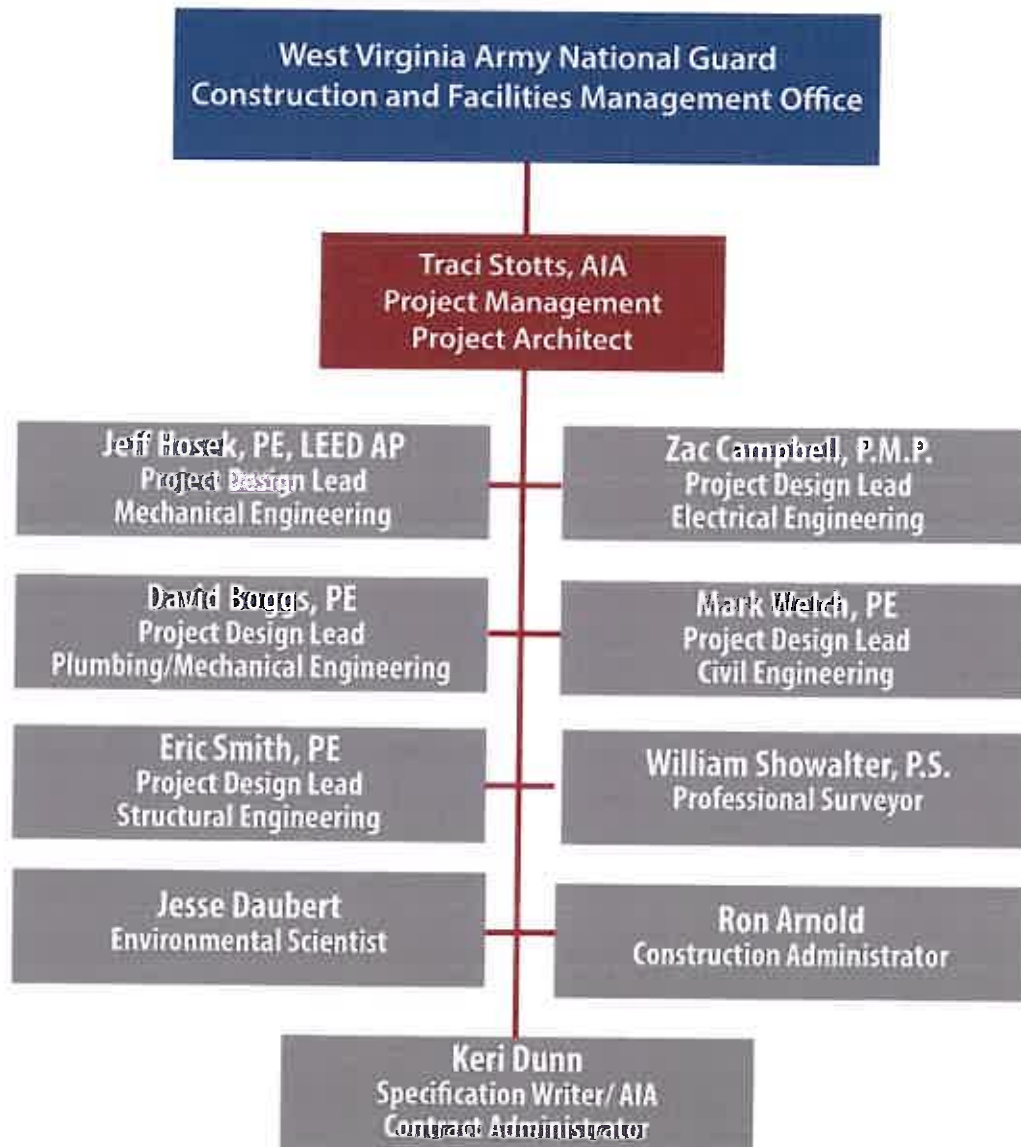 West Virginia Army National Guard
Construction and Facilities Management Office
Traci Stotts, AIA
Project Management
Project Architect
Jeff Hosek, PE, LEED AP
Project Design Lead
Mechanical Engineering
Zac Campbell, P.M.P.
Project Design Lead
Electrical Engineering
David Boggs, PE
Project Design Lead
Plumbing/Mechanical Engineering
Mark Welch, PE
Project Design Lead
Civil Engineering
Eric Smith, PE
Project Design Lead
Structural Engineering
William Showalter, P.S.
Professional Surveyor
Jesse Daubert
Environmental Scientist
Ron Arnold
Construction Administrator
Keri Dunn
Specification Writer/ AIA
Contract Administrator